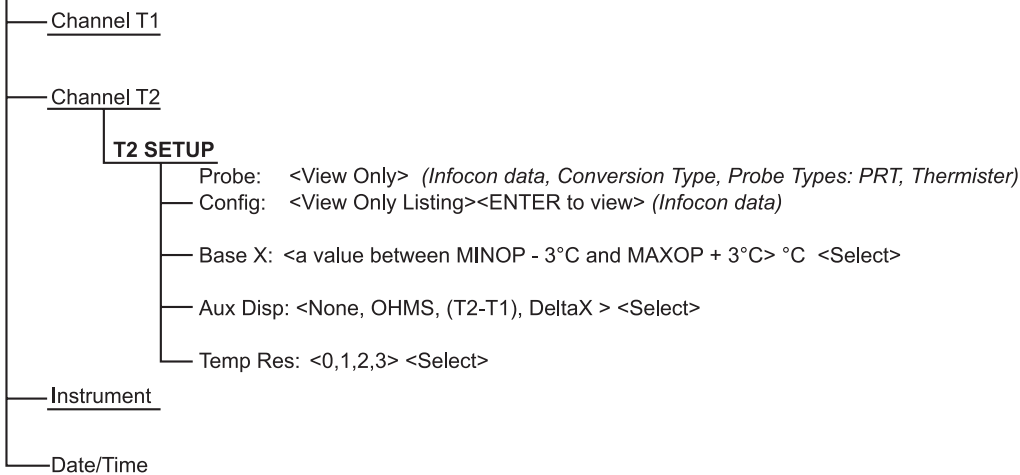 Channel T1
Channel T2
T2 SETUP
Probe: <View Only> (Infocon data, Conversion Type, Probe Types: PRT, Thermister)
Config: <View Only Listing><ENTER to view> (Infocon data)
Base X: <a value between MINOP - 3°C and MAXOP + 3°C> °C <Select>
Aux Disp: <None, OHMS, (T2-T1), DeltaX > <Select>
Temp Res: <0,1,2,3> <Select>
Instrument
Date/Time